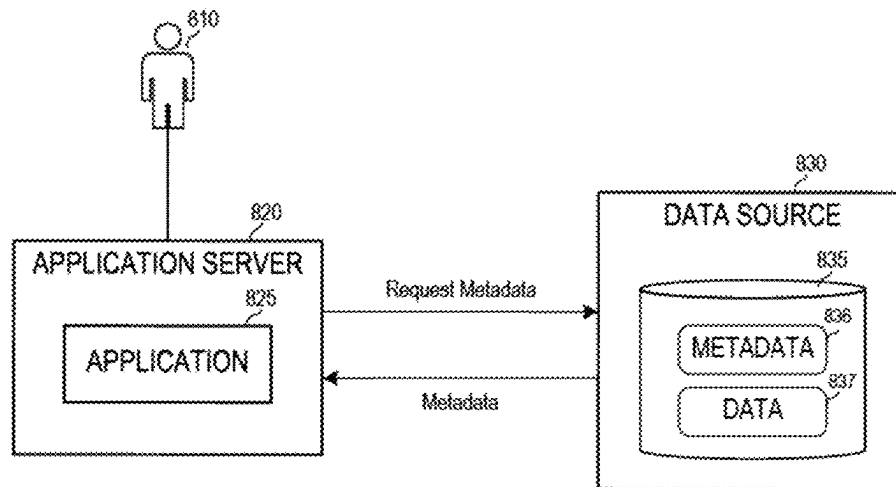 810
830
820
DATA SOURCE
APPLICATION SERVER
835
825
Request Metadata
836
METADATA
APPLICATION
837
DATA
Metadata